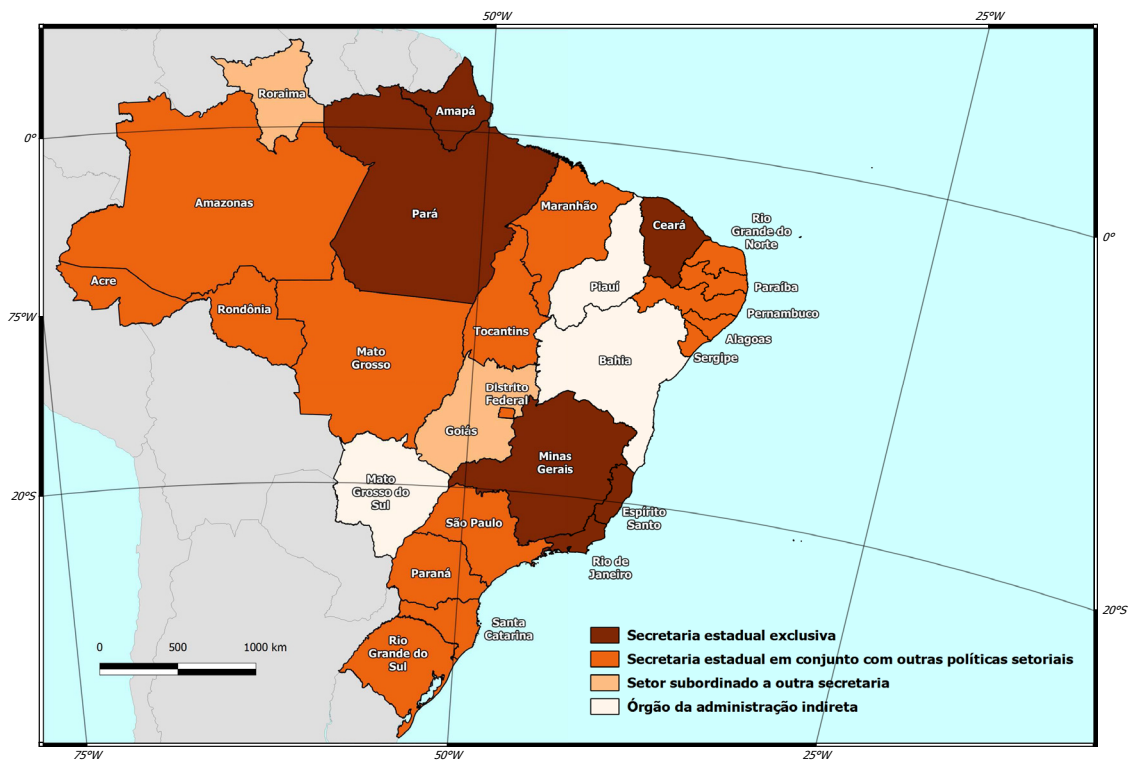 50°W
25°W
Roraima
Amapá
0°
Amazonas
Pará
Maranhão
Ceará
Rio
Grande do
Norte
0°
Acre
Rondônia
Piauí
Paraíba
Pernambuco
75°W
Mato
Grosso
Tocantins
Alagoas
Bahia
Sergipe
Distrito
Federal
Goiás
Minas
Gerais
Mato
Grosso do
Sul
20°S
São Paulo
Espírito
Santo
Rio de
Janeiro
Paraná
20°S
Santa
Catarina
Rio
Grande do
Sul
0 500 1000 km
Secretaria estadual exclusiva
Secretaria estadual em conjunto com outras políticas setoriais
Setor subordinado a outra secretaria
Órgão da administração indireta
75°W
50°W
25°W